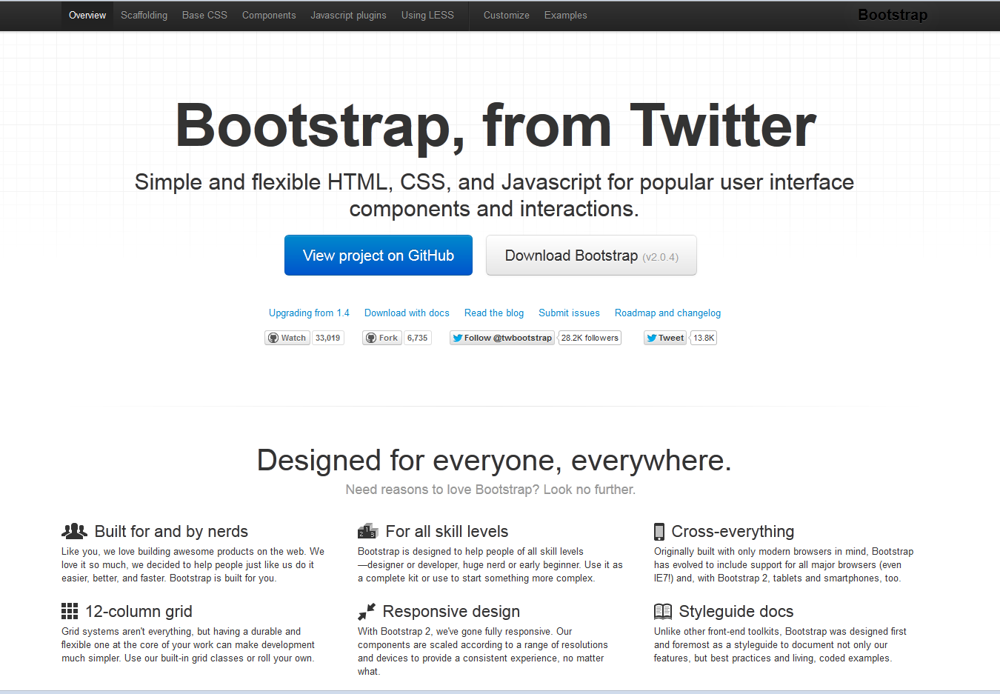 Overview Scaffolding Base CSS Components Javascript plugins Using LESS Customize Examples Bootstrap
Bootstrap, from Twitter
Simple and flexible HTML, CSS, and Javascript for popular user interface
components and interactions.
View project on GitHub Download Bootstrap (v2.0.4)
Upgrading from 1.4 Download with docs Read the blog Submit issues Roadmap and changelog
Watch 33,019 Fork 6,735 Follow @twbootstrap 28.2K followers Tweet 13.8K
Designed for everyone, everywhere.
Need reasons to love Bootstrap? Look no further.
Built for and by nerds
Like you, we love building awesome products on the web. We
love it so much, we decided to help people just like us do it
easier, better, and faster. Bootstrap is built for you.
1 2 3
For all skill levels
Bootstrap is designed to help people of all skill levels
—designer or developer, huge nerd or early beginner. Use it as
a complete kit or use to start something more complex.
Cross-everything
Originally built with only modern browsers in mind, Bootstrap
has evolved to include support for all major browsers (even
IE7!) and, with Bootstrap 2, tablets and smartphones, too.
12-column grid
Grid systems aren't everything, but having a durable and
flexible one at the core of your work can make development
much simpler. Use our built-in grid classes or roll your own.
Responsive design
With Bootstrap 2, we've gone fully responsive. Our
components are scaled according to a range of resolutions
and devices to provide a consistent experience, no matter
what.
Styleguide docs
Unlike other front-end toolkits, Bootstrap was designed first
and foremost as a styleguide to document not only our
features, but best practices and living, coded examples.